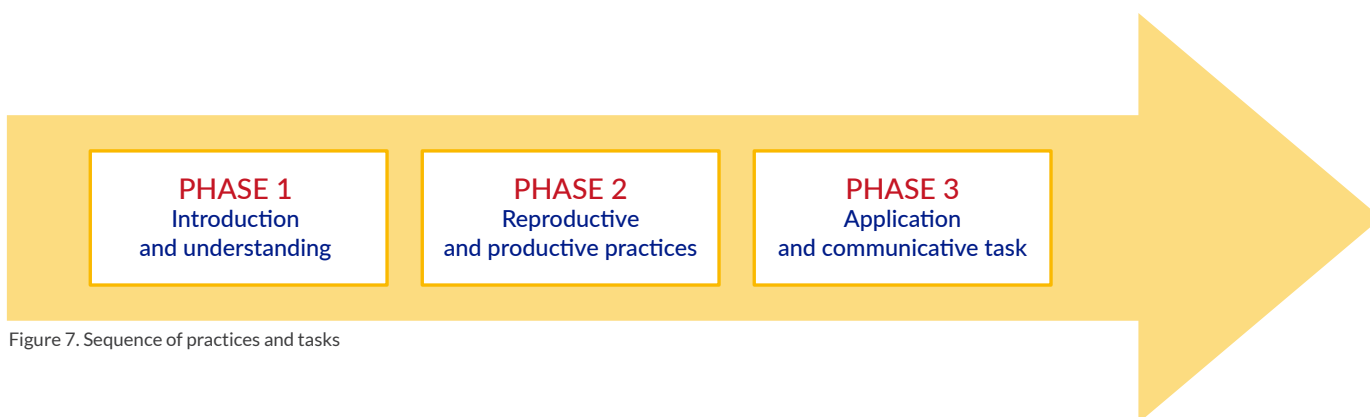 PHASE 1
Introduction
and understanding
PHASE 2
Reproductive
and productive practices
PHASE 3
Application
and communicative task
Figure 7. Sequence of practices and tasks